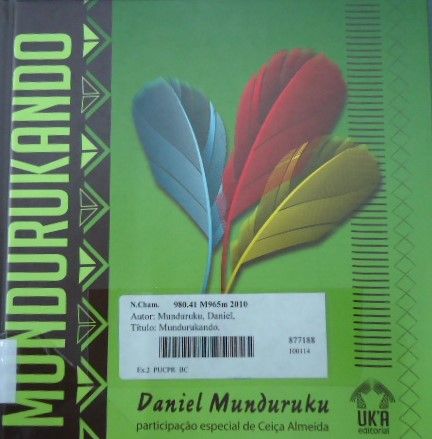 MUNDURUKANDO
N.Cham. 980.41 M965m 2010
Autor: Munduruku, Daniel,
Título: Mundurukando.
877188
100114
Ex.2 PUCPR BC
Daniel Munduruku
participação especial de Ceiça Almeida
UK'A
editorial